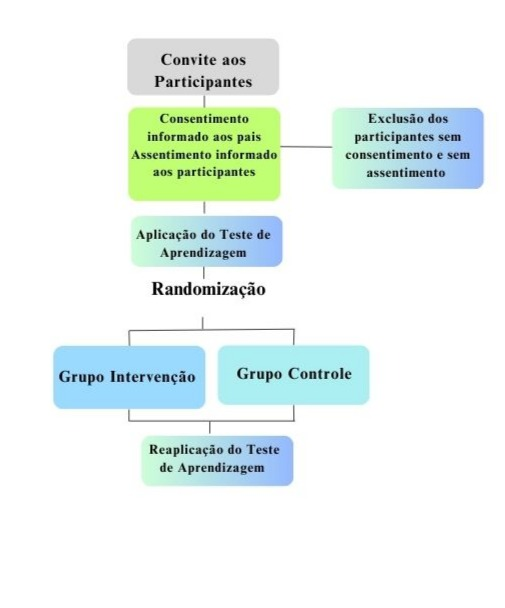 Convite aos
Participantes
Consentimento
informado aos pais
Assentimento informado
aos participantes
Exclusão dos
participantes sem
consentimento e sem
assentimento
Aplicação do Teste de
Aprendizagem
Randomização
Grupo Intervenção
Grupo Controle
Reaplicação do Teste
de Aprendizagem